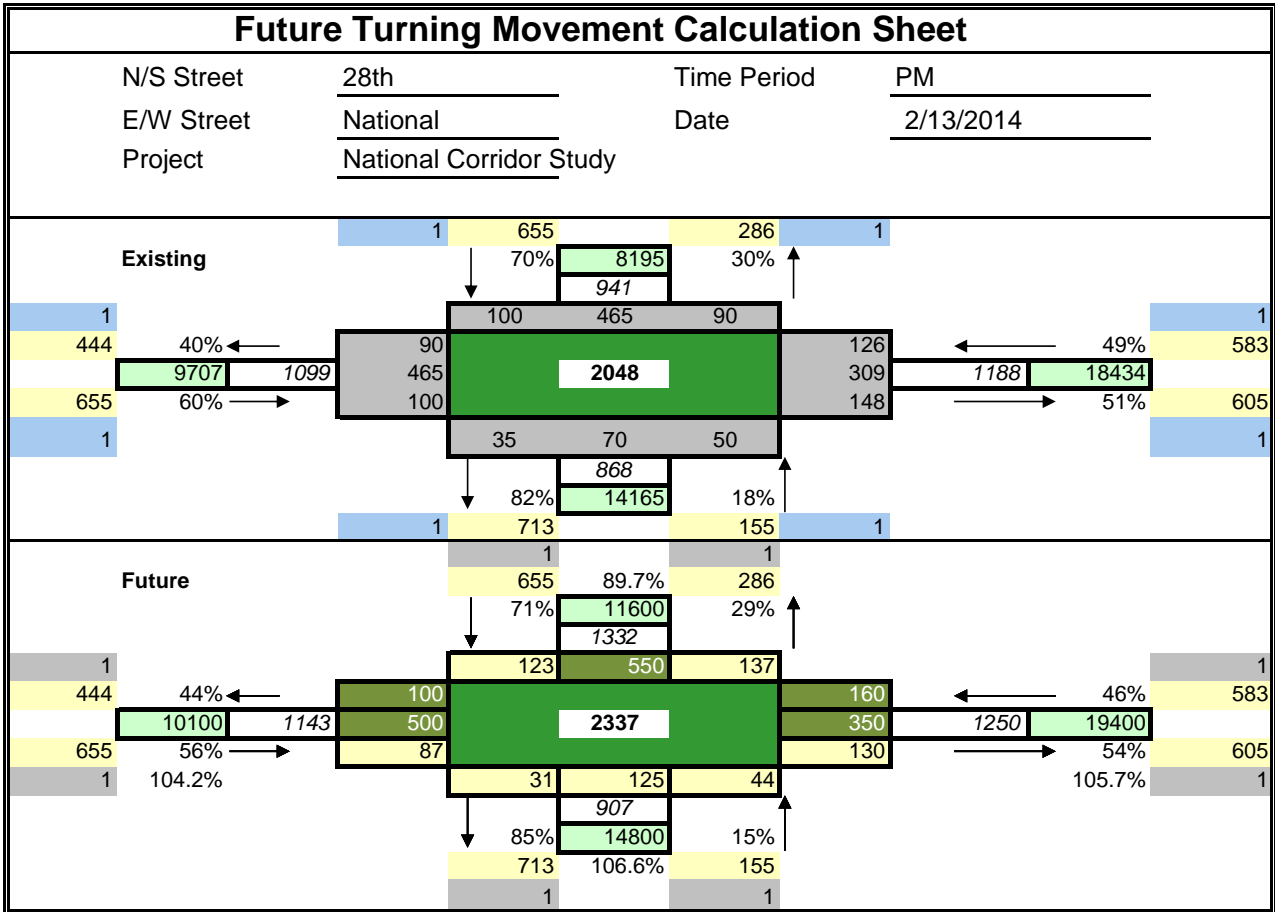 Future Turning Movement Calculation Sheet
N/S Street 28th Time Period PM
E/W Street National Date 2/13/2014
Project National Corridor Study
1 655 286 1
Existing 70% 8195 30%
941
1 100 465 90 1
444 40% 90 126 49% 583
9707 1099 465 2048 309 1188 18434
655 60% 100 148 51% 605
1 35 70 50 1
868
82% 14165 18%
1 713 155 1
1 1
Future 655 89.7% 286
71% 11600 29%
1332
1 123 550 137 1
444 44% 100 160 46% 583
10100 1143 500 2337 350 1250 19400
655 56% 87 130 54% 605
1 104.2% 31 125 44 105.7% 1
907
85% 14800 15%
713 106.6% 155
1 1